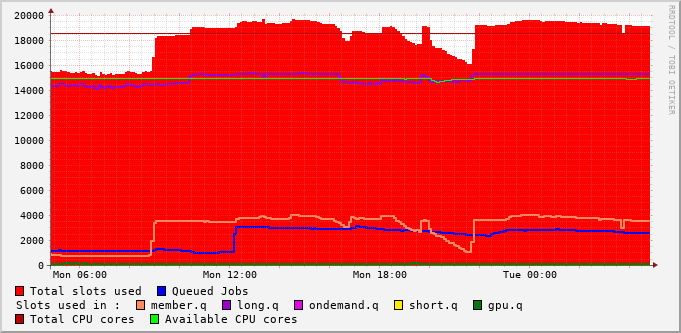 20000
18000
16000
14000
12000
10000
8000
6000
4000
2000
0
Mon 06:00 Mon 12:00 Mon 18:00 Tue 00:00
Total slots used Queued Jobs
Slots used in : member.q long.q ondemand.q short.q gpu.q
Total CPU cores Available CPU cores
RRDTOOL / TOBI OETIKER